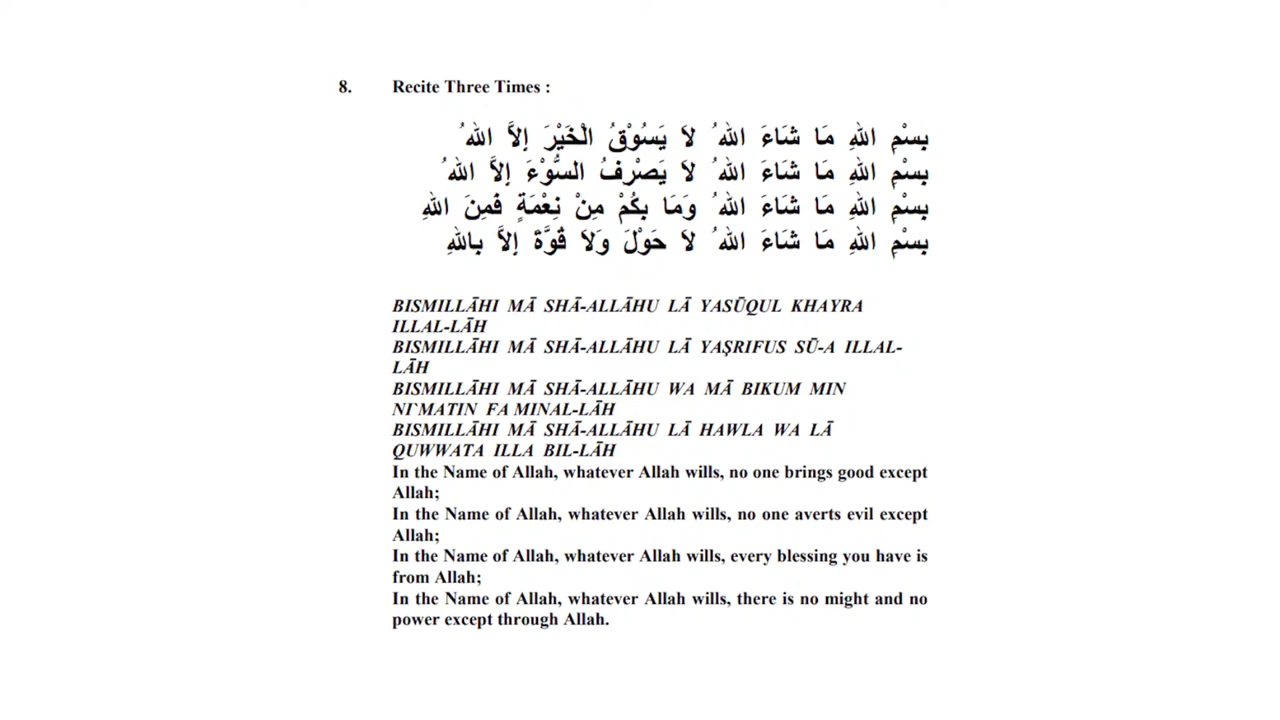 8. Recite Three Times :
بِسْمِ اللهِ مَا شَاءَ اللهُ لاَ يَسُوْقُ الْخَيْرَ إِلاَّ اللهُ
بِسْمِ اللهِ مَا شَاءَ اللهُ لاَ يَصْرِفُ السُّوْءَ إِلاَّ اللهُ
بِسْمِ اللهِ مَا شَاءَ اللهُ وَمَا بِكُمْ مِنْ نِعْمَةٍ فَمِنَ اللهِ
بِسْمِ اللهِ مَا شَاءَ اللهُ لاَ حَوْلَ وَلاَ قُوَّةَ إِلاَّ بِاللهِ
BISMILLĀHI MĀ SHĀ-ALLĀHU LĀ YASŪQUL KHAYRA
ILLAL-LĀH
BISMILLĀHI MĀ SHĀ-ALLĀHU LĀ YAŞRIFUS SŪ-A ILLAL-
LĀH
BISMILLĀHI MĀ SHĀ-ALLĀHU WA MĀ BIKUM MIN
NI`MATIN FA MINAL-LĀH
BISMILLĀHI MĀ SHĀ-ALLĀHU LĀ HAWLA WA LĀ
QUWWATA ILLA BIL-LĀH
In the Name of Allah, whatever Allah wills, no one brings good except
Allah;
In the Name of Allah, whatever Allah wills, no one averts evil except
Allah;
In the Name of Allah, whatever Allah wills, every blessing you have is
from Allah;
In the Name of Allah, whatever Allah wills, there is no might and no
power except through Allah.